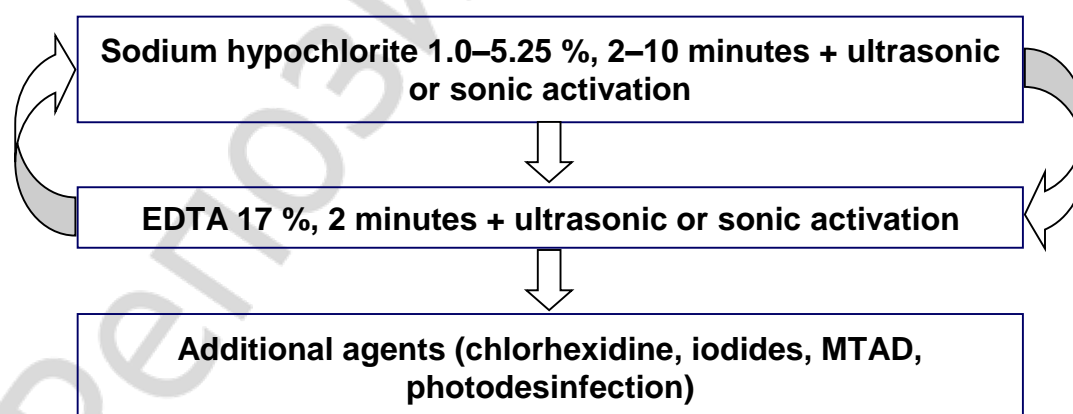 Sodium hypochlorite 1.0–5.25 %, 2–10 minutes + ultrasonic
or sonic activation
EDTA 17 %, 2 minutes + ultrasonic or sonic activation
Additional agents (chlorhexidine, iodides, MTAD,
photodesinfection)